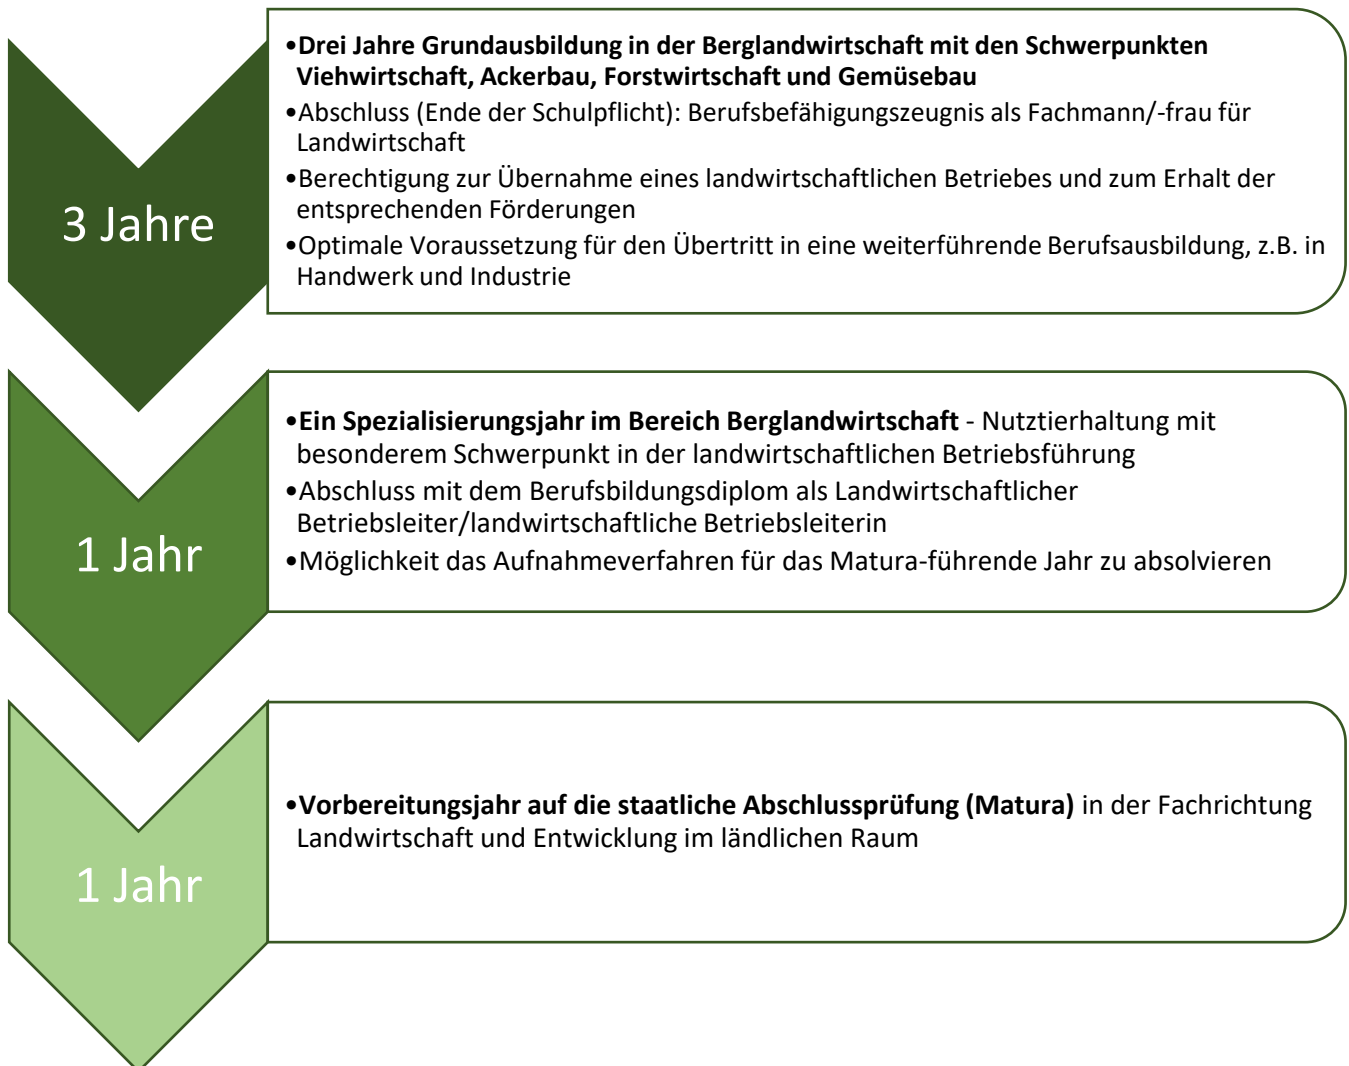 3 Jahre
•Drei Jahre Grundausbildung in der Berglandwirtschaft mit den Schwerpunkten
Viehwirtschaft, Ackerbau, Forstwirtschaft und Gemüsebau
•Abschluss (Ende der Schulpflicht): Berufsbefähigungszeugnis als Fachmann/-frau für
Landwirtschaft
•Berechtigung zur Übernahme eines landwirtschaftlichen Betriebes und zum Erhalt der
entsprechenden Förderungen
•Optimale Voraussetzung für den Übertritt in eine weiterführende Berufsausbildung, z.B. in
Handwerk und Industrie
1 Jahr
•Ein Spezialisierungsjahr im Bereich Berglandwirtschaft - Nutztierhaltung mit
besonderem Schwerpunkt in der landwirtschaftlichen Betriebsführung
•Abschluss mit dem Berufsbildungsdiplom als Landwirtschaftlicher
Betriebsleiter/landwirtschaftliche Betriebsleiterin
•Möglichkeit das Aufnahmeverfahren für das Matura-führende Jahr zu absolvieren
1 Jahr
•Vorbereitungsjahr auf die staatliche Abschlussprüfung (Matura) in der Fachrichtung
Landwirtschaft und Entwicklung im ländlichen Raum